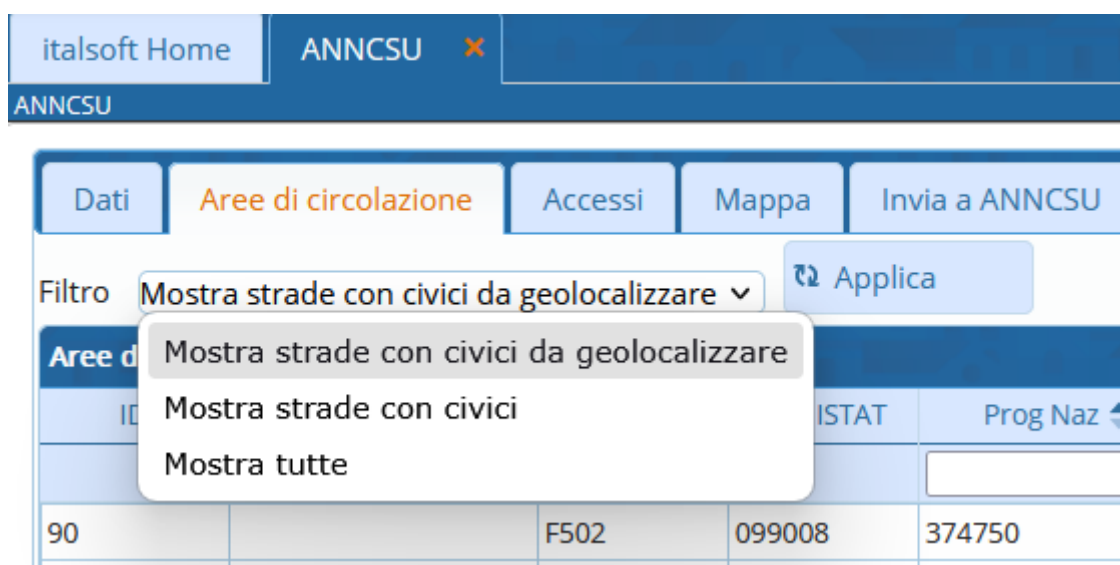 italsoft Home ANNCSU
ANNCSU
Dati Aree di circolazione Accessi Mappa Invia a ANNCSU
Filtro Mostra strade con civici da geolocalizzare Applica
Aree d
Mostra strade con civici da geolocalizzare
Mostra strade con civici
Mostra tutte
ISTAT Prog Naz
90 F502 099008 374750